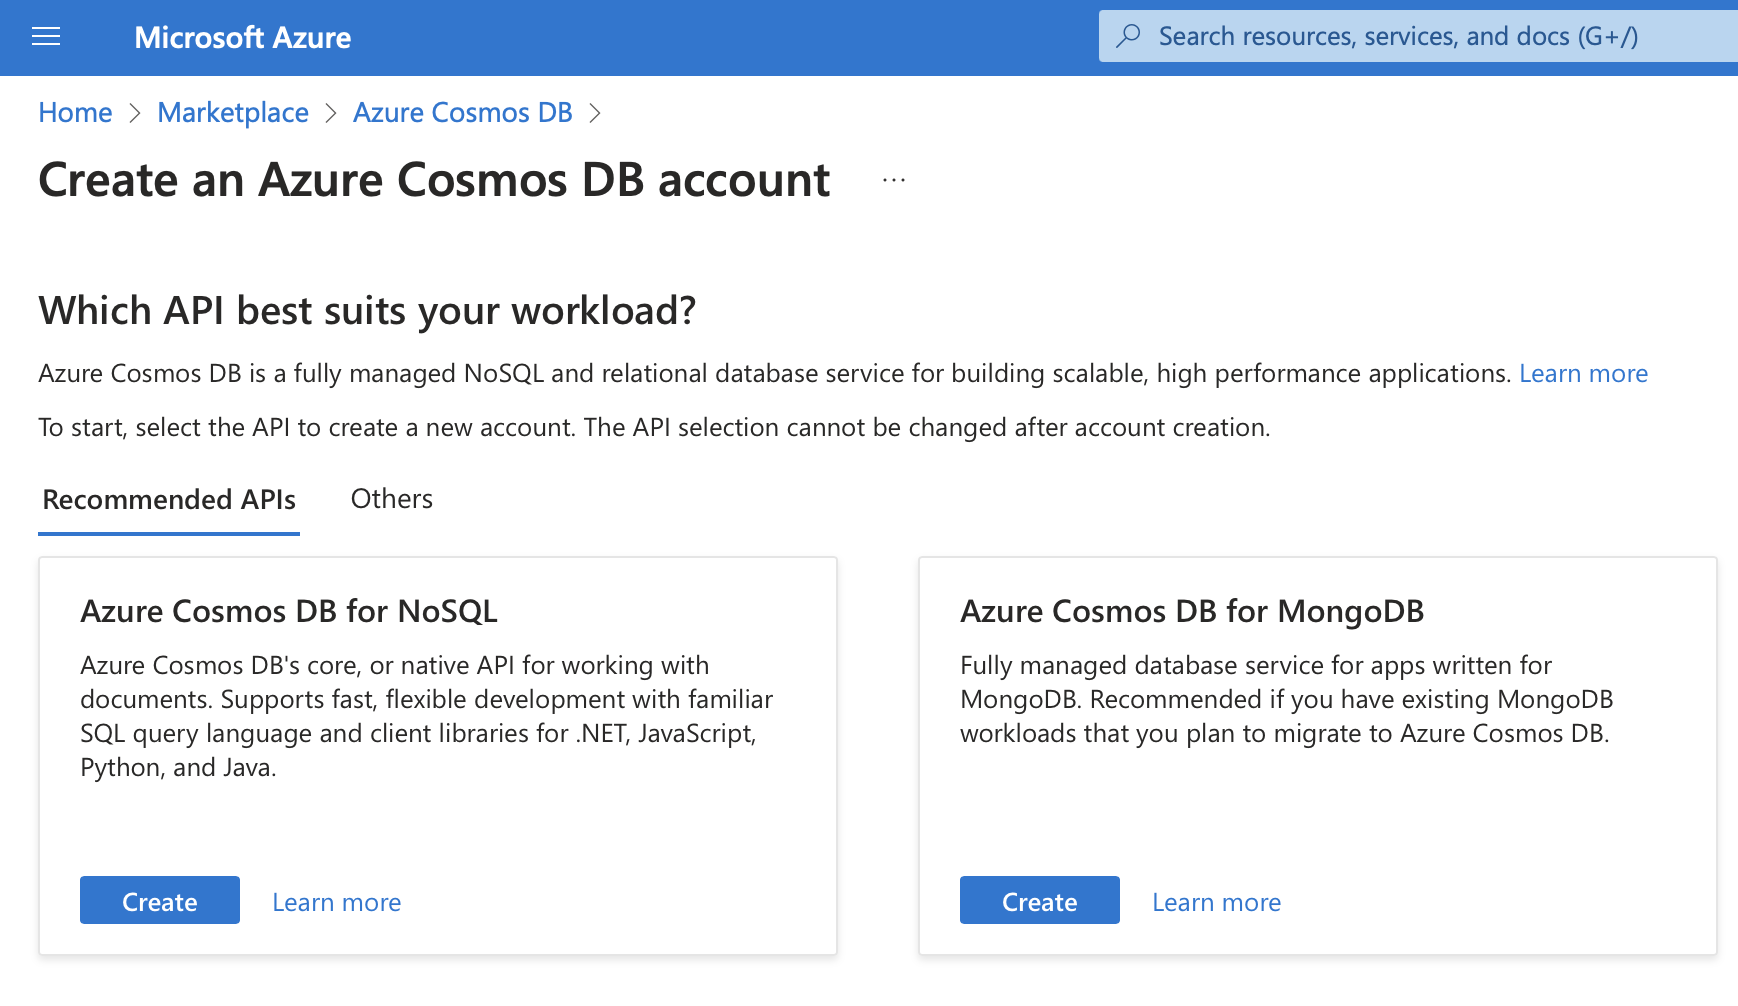 Microsoft Azure
Search resources, services, and docs (G+/)
Home > Marketplace > Azure Cosmos DB >
Create an Azure Cosmos DB account ...
Which API best suits your workload?
Azure Cosmos DB is a fully managed NoSQL and relational database service for building scalable, high performance applications. Learn more
To start, select the API to create a new account. The API selection cannot be changed after account creation.
Recommended APIs
Others
Azure Cosmos DB for NoSQL
Azure Cosmos DB's core, or native API for working with
documents. Supports fast, flexible development with familiar
SQL query language and client libraries for .NET, JavaScript,
Python, and Java.
Create
Learn more
Azure Cosmos DB for MongoDB
Fully managed database service for apps written for
MongoDB. Recommended if you have existing MongoDB
workloads that you plan to migrate to Azure Cosmos DB.
Create
Learn more